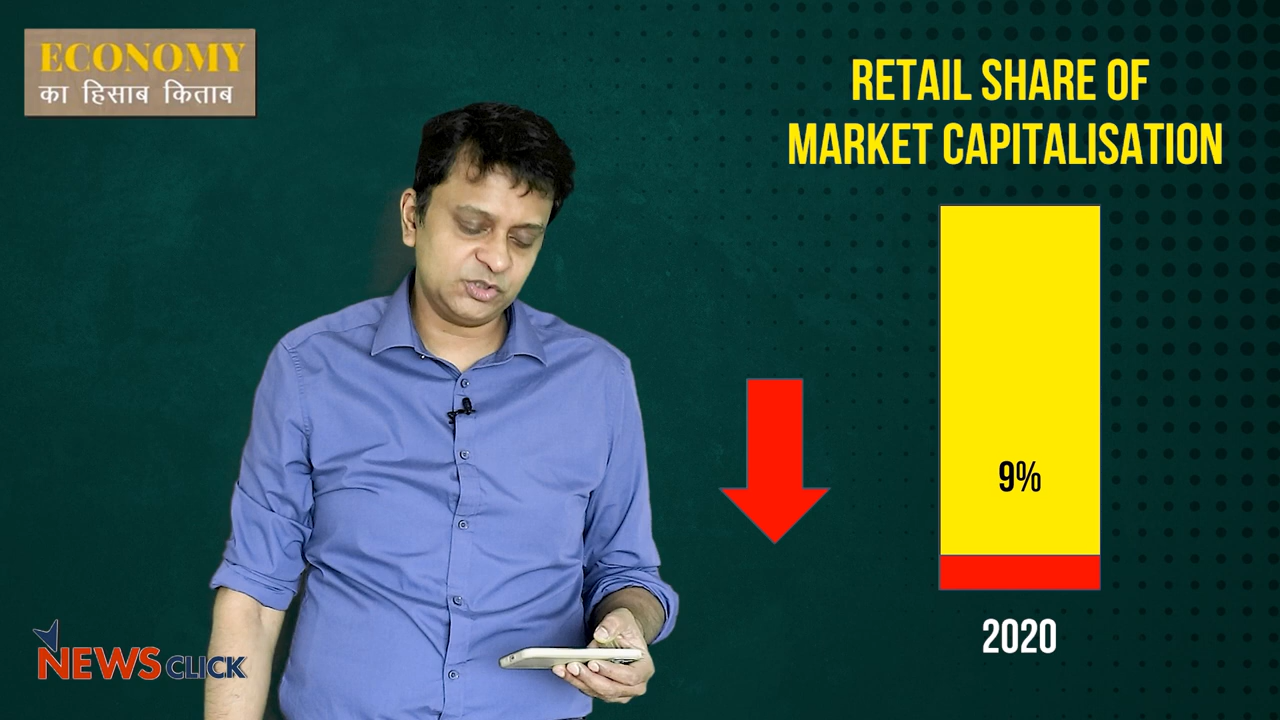 ECONOMY
का हिसाब किताब
RETAIL SHARE OF
MARKET CAPITALISATION
9%
2020
NEWSCLICK